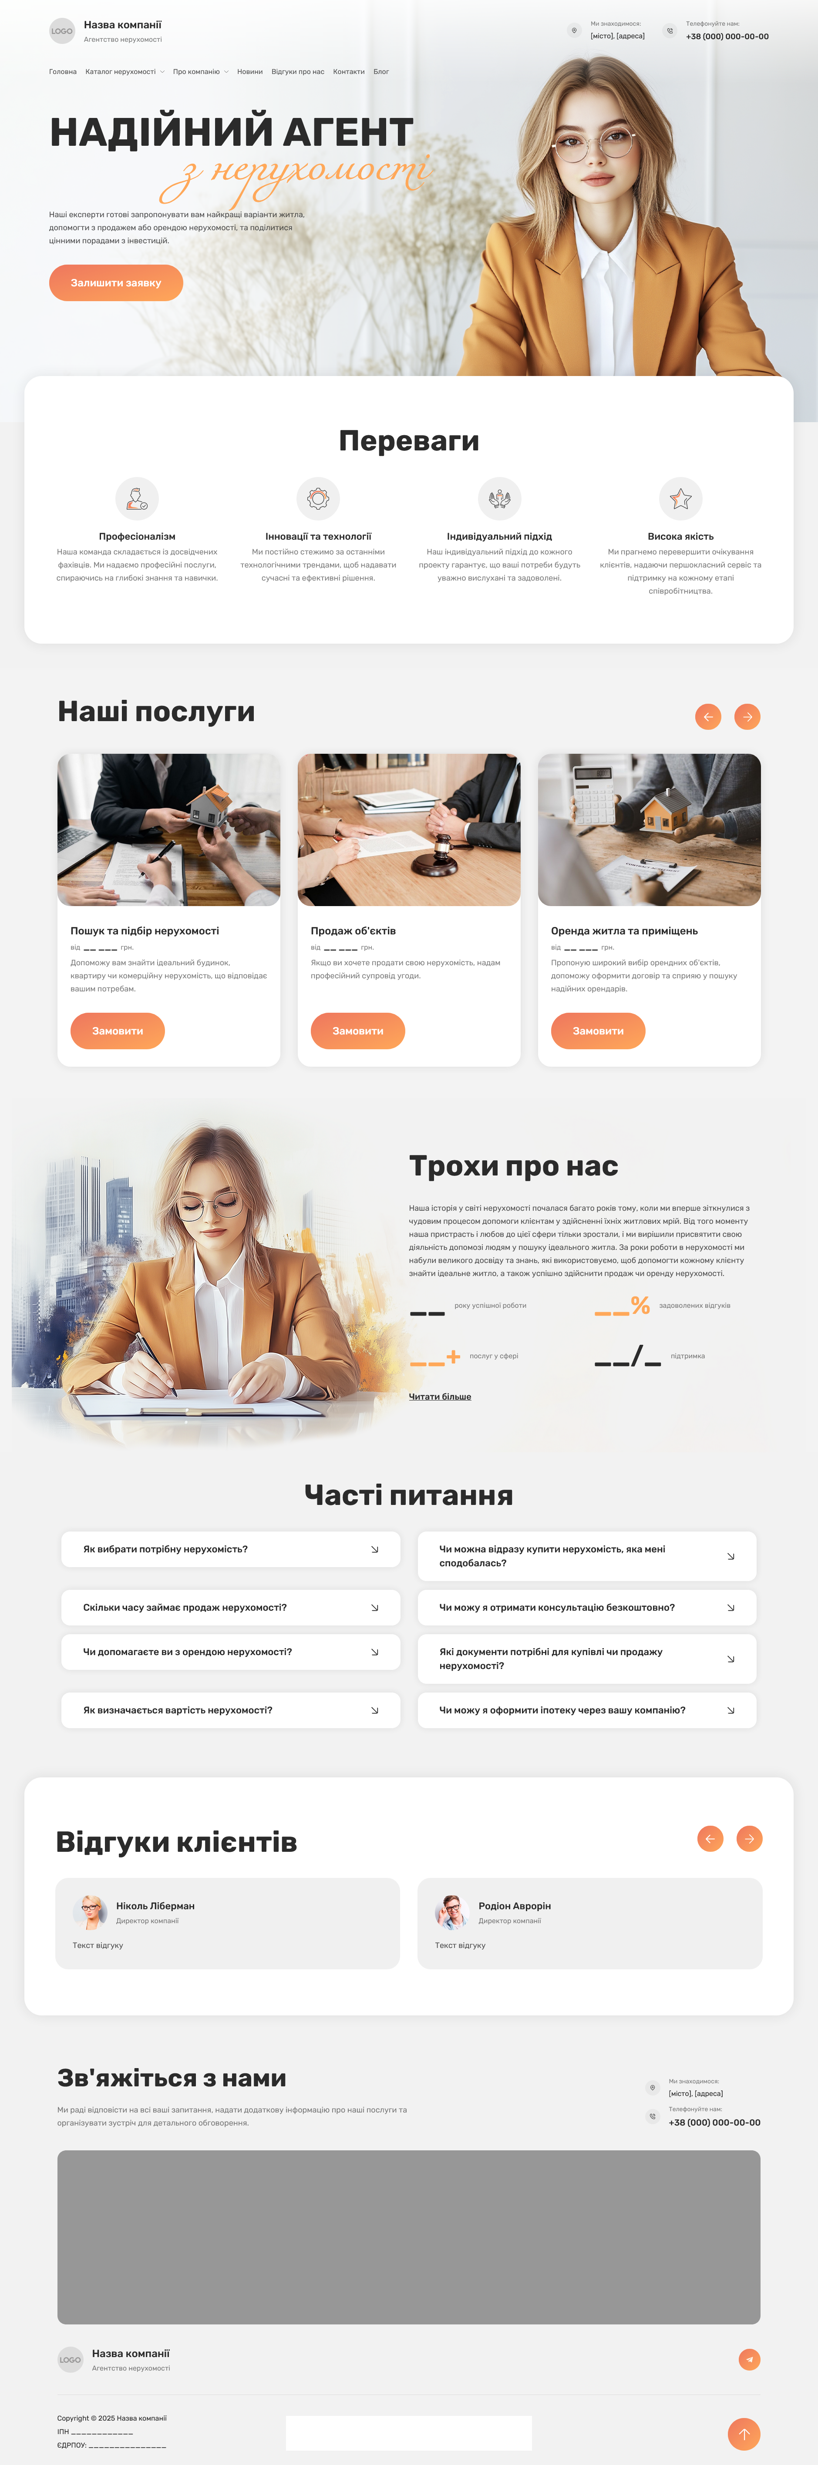 LOGO
Назва компанії
Агентство нерухомості
Ми знаходимося:
[місто], [адреса]
Телефонуйте нам:
+38 (000) 000-00-00
Головна Каталог нерухомості Про компанію Новини Відгуки про нас Контакти Блог
НАДІЙНИЙ АГЕНТ
з нерухомості
Наші експерти готові запропонувати вам найкращі варіанти житла,
допомогти з продажем або орендою нерухомості, та поділитися
цінними порадами з інвестицій.
Залишити заявку
Переваги
Професіоналізм
Наша команда складається із досвідчених
фахівців. Ми надаємо професійні послуги,
спираючись на глибокі знання та навички.
Інновації та технології
Ми постійно стежимо за останніми
технологічними трендами, щоб надавати
сучасні та ефективні рішення.
Індивідуальний підхід
Наш індивідуальний підхід до кожного
проекту гарантує, що ваші потреби будуть
уважно вислухані та задоволені.
Висока якість
Ми прагнемо перевершити очікування
клієнтів, надаючи першокласний сервіс та
підтримку на кожному етапі
співробітництва.
Наші послуги
Пошук та підбір нерухомості
від __ ___ грн.
Допоможу вам знайти ідеальний будинок,
квартиру чи комерційну нерухомість, що відповідає
вашим потребам.
Замовити
Продаж об'єктів
від __ ___ грн.
Якщо ви хочете продати свою нерухомість, надам
професійний супровід угоди.
Замовити
Оренда житла та приміщень
від __ ___ грн.
Пропоную широкий вибір орендних об'єктів,
допоможу оформити договір та сприяю у пошуку
надійних орендарів.
Замовити
Трохи про нас
Наша історія у світі нерухомості почалася багато років тому, коли ми вперше зіткнулися з
чудовим процесом допомоги клієнтам у здійсненні їхніх житлових мрій. Від того моменту
наша пристрасть і любов до цієї сфери тільки зростали, і ми вирішили присвятити свою
діяльність допомозі людям у пошуку ідеального житла. За роки роботи в нерухомості ми
набули великого досвіду та знань, які використовуємо, щоб допомогти кожному клієнту
знайти ідеальне житло, а також успішно здійснити продаж чи оренду нерухомості.
__ року успішної роботи
__% задоволених відгуків
__+ послуг у сфері
__/_ підтримка
Читати більше
Часті питання
Як вибрати потрібну нерухомість?
Чи можна відразу купити нерухомість, яка мені
сподобалась?
Скільки часу займає продаж нерухомості?
Чи можу я отримати консультацію безкоштовно?
Чи допомагаєте ви з орендою нерухомості?
Які документи потрібні для купівлі чи продажу
нерухомості?
Як визначається вартість нерухомості?
Чи можу я оформити іпотеку через вашу компанію?
Відгуки клієнтів
Ніколь Ліберман
Директор компанії
Текст відгуку
Родіон Аврорін
Директор компанії
Текст відгуку
Зв'яжіться з нами
Ми раді відповісти на всі ваші запитання, надати додаткову інформацію про наші послуги та
організувати зустріч для детального обговорення.
Ми знаходимося:
[місто], [адреса]
Телефонуйте нам:
+38 (000) 000-00-00
LOGO
Назва компанії
Агентство нерухомості
Copyright © 2025 Назва компанії
ІПН ____________
ЄДРПОУ: _______________